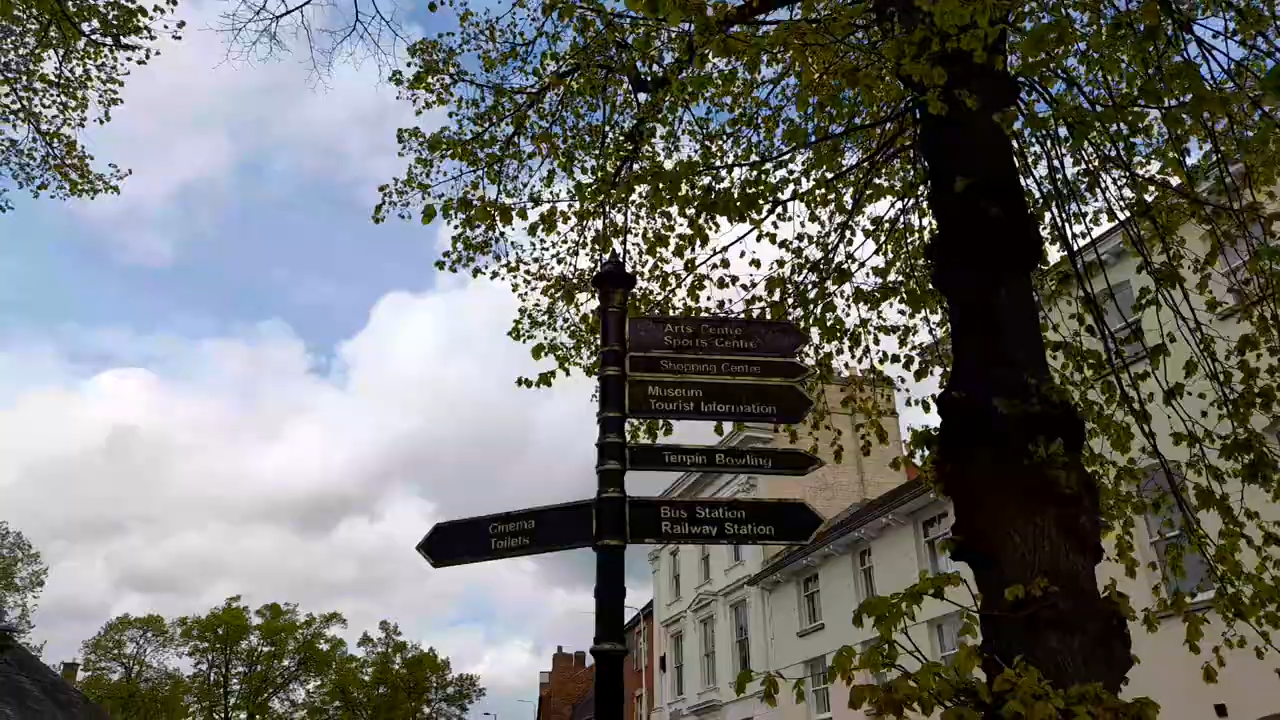 Arts Centre
Sports Centre
Shopping Centre
Museum
Tourist Information
Tenpin Bowling
Bus Station
Railway Station
Cinema
Toilets